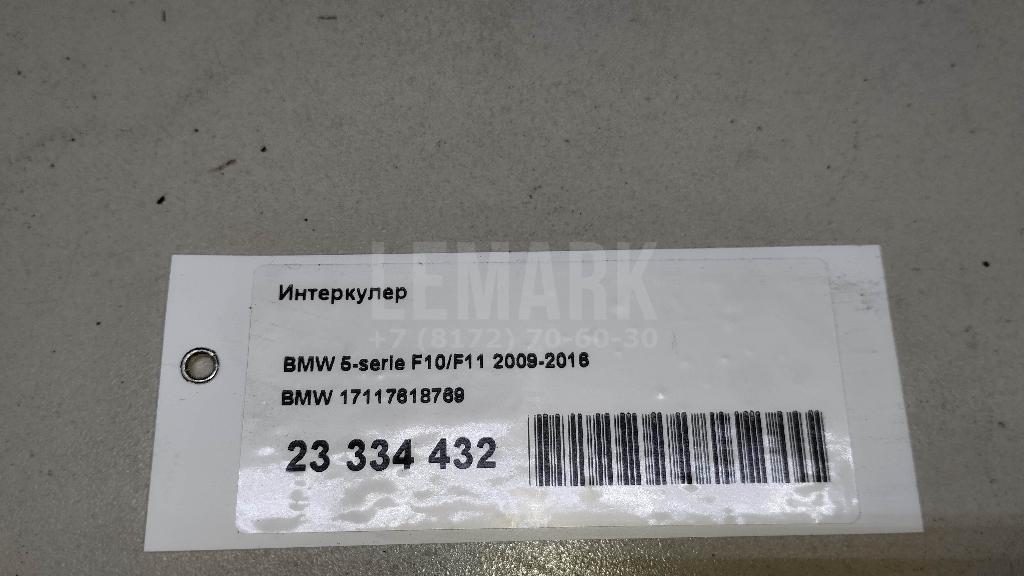 LEMARK
Интеркулер
+7 (8172) 70-60-30
BMW 5-serie F10/F11 2009-2016
BMW 17117618769
23 334 432